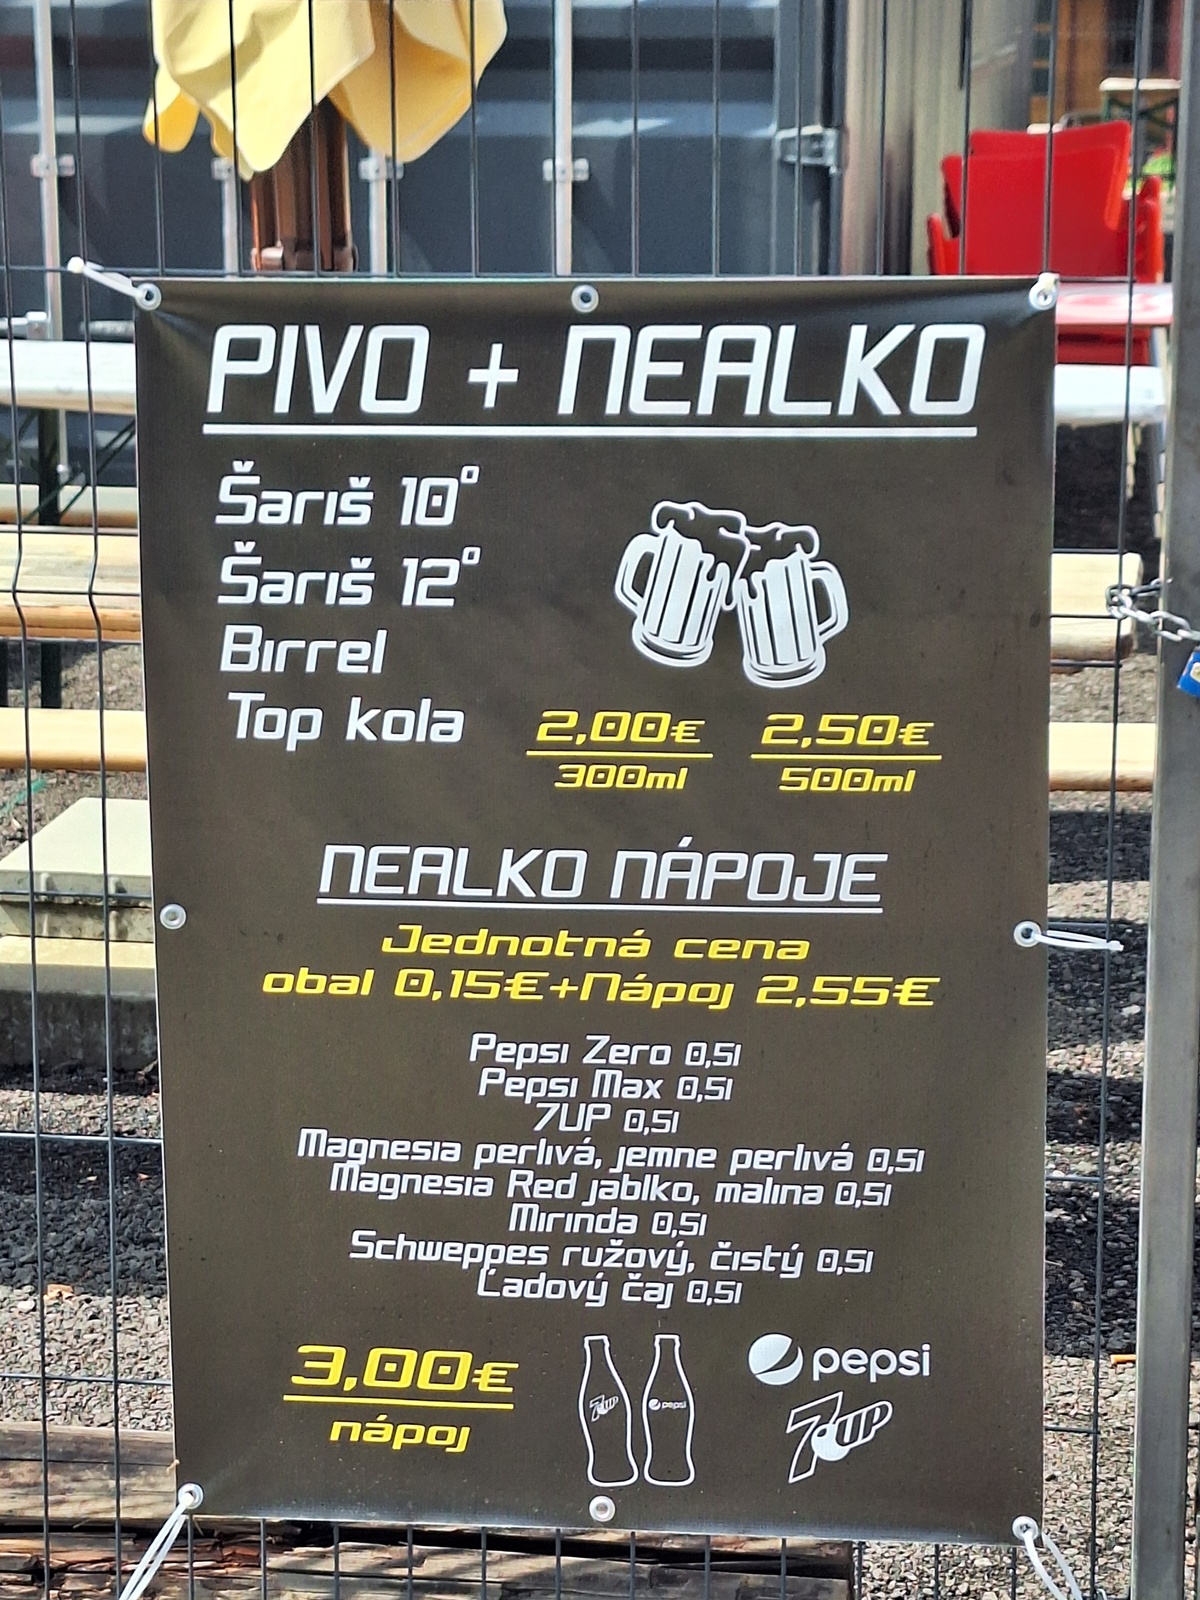 PIVO + NEALKO
Šariš 10°
Šariš 12°
Birrel
Top kola
2,00€ 2,50€
300ml 500ml
NEALKO NÁPOJE
Jednotná cena
obal 0,15€+Nápoj 2,55€
Pepsi Zero 0,5l
Pepsi Max 0,5l
7UP 0,5l
Magnesia perlivá, jemne perlivá 0,5l
Magnesia Red jablko, malina 0,5l
Mirinda 0,5l
Schweppes ružový, čistý 0,5l
Ľadový čaj 0,5l
3,00€
nápoj
7UP pepsi
pepsi
7UP